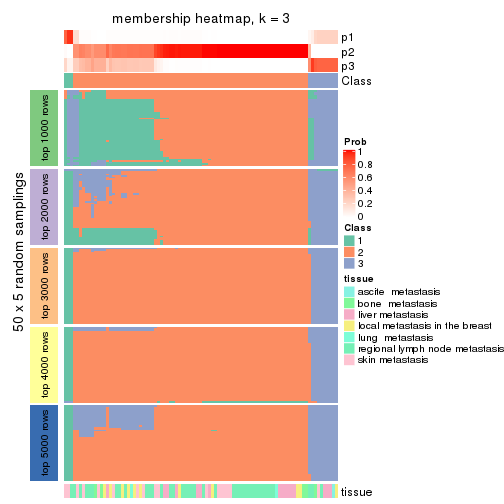 membership heatmap, k = 3
p1
p2
p3
Class
50 x 5 random samplings
top 1000 rows
top 2000 rows
top 3000 rows
top 4000 rows
top 5000 rows
Prob
1
0.8
0.6
0.4
0.2
0
Class
1
2
3
tissue
ascite metastasis
bone metastasis
liver metastasis
local metastasis in the breast
lung metastasis
regional lymph node metastasis
skin metastasis
tissue